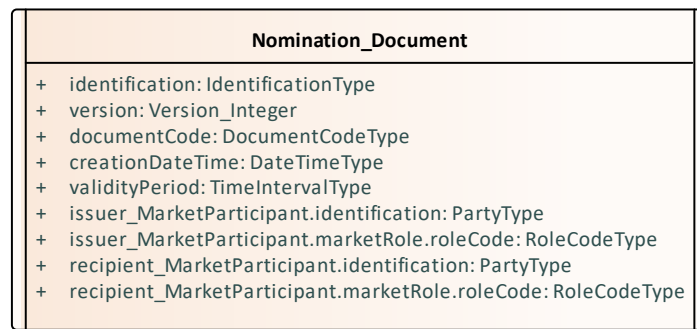 Nomination_Document
+ identification: IdentificationType
+ version: Version_Integer
+ documentCode: DocumentCodeType
+ creationDateTime: DateTimeType
+ validityPeriod: TimeIntervalType
+ issuer_MarketParticipant.identification: PartyType
+ issuer_MarketParticipant.marketRole.roleCode: RoleCodeType
+ recipient_MarketParticipant.identification: PartyType
+ recipient_MarketParticipant.marketRole.roleCode: RoleCodeType